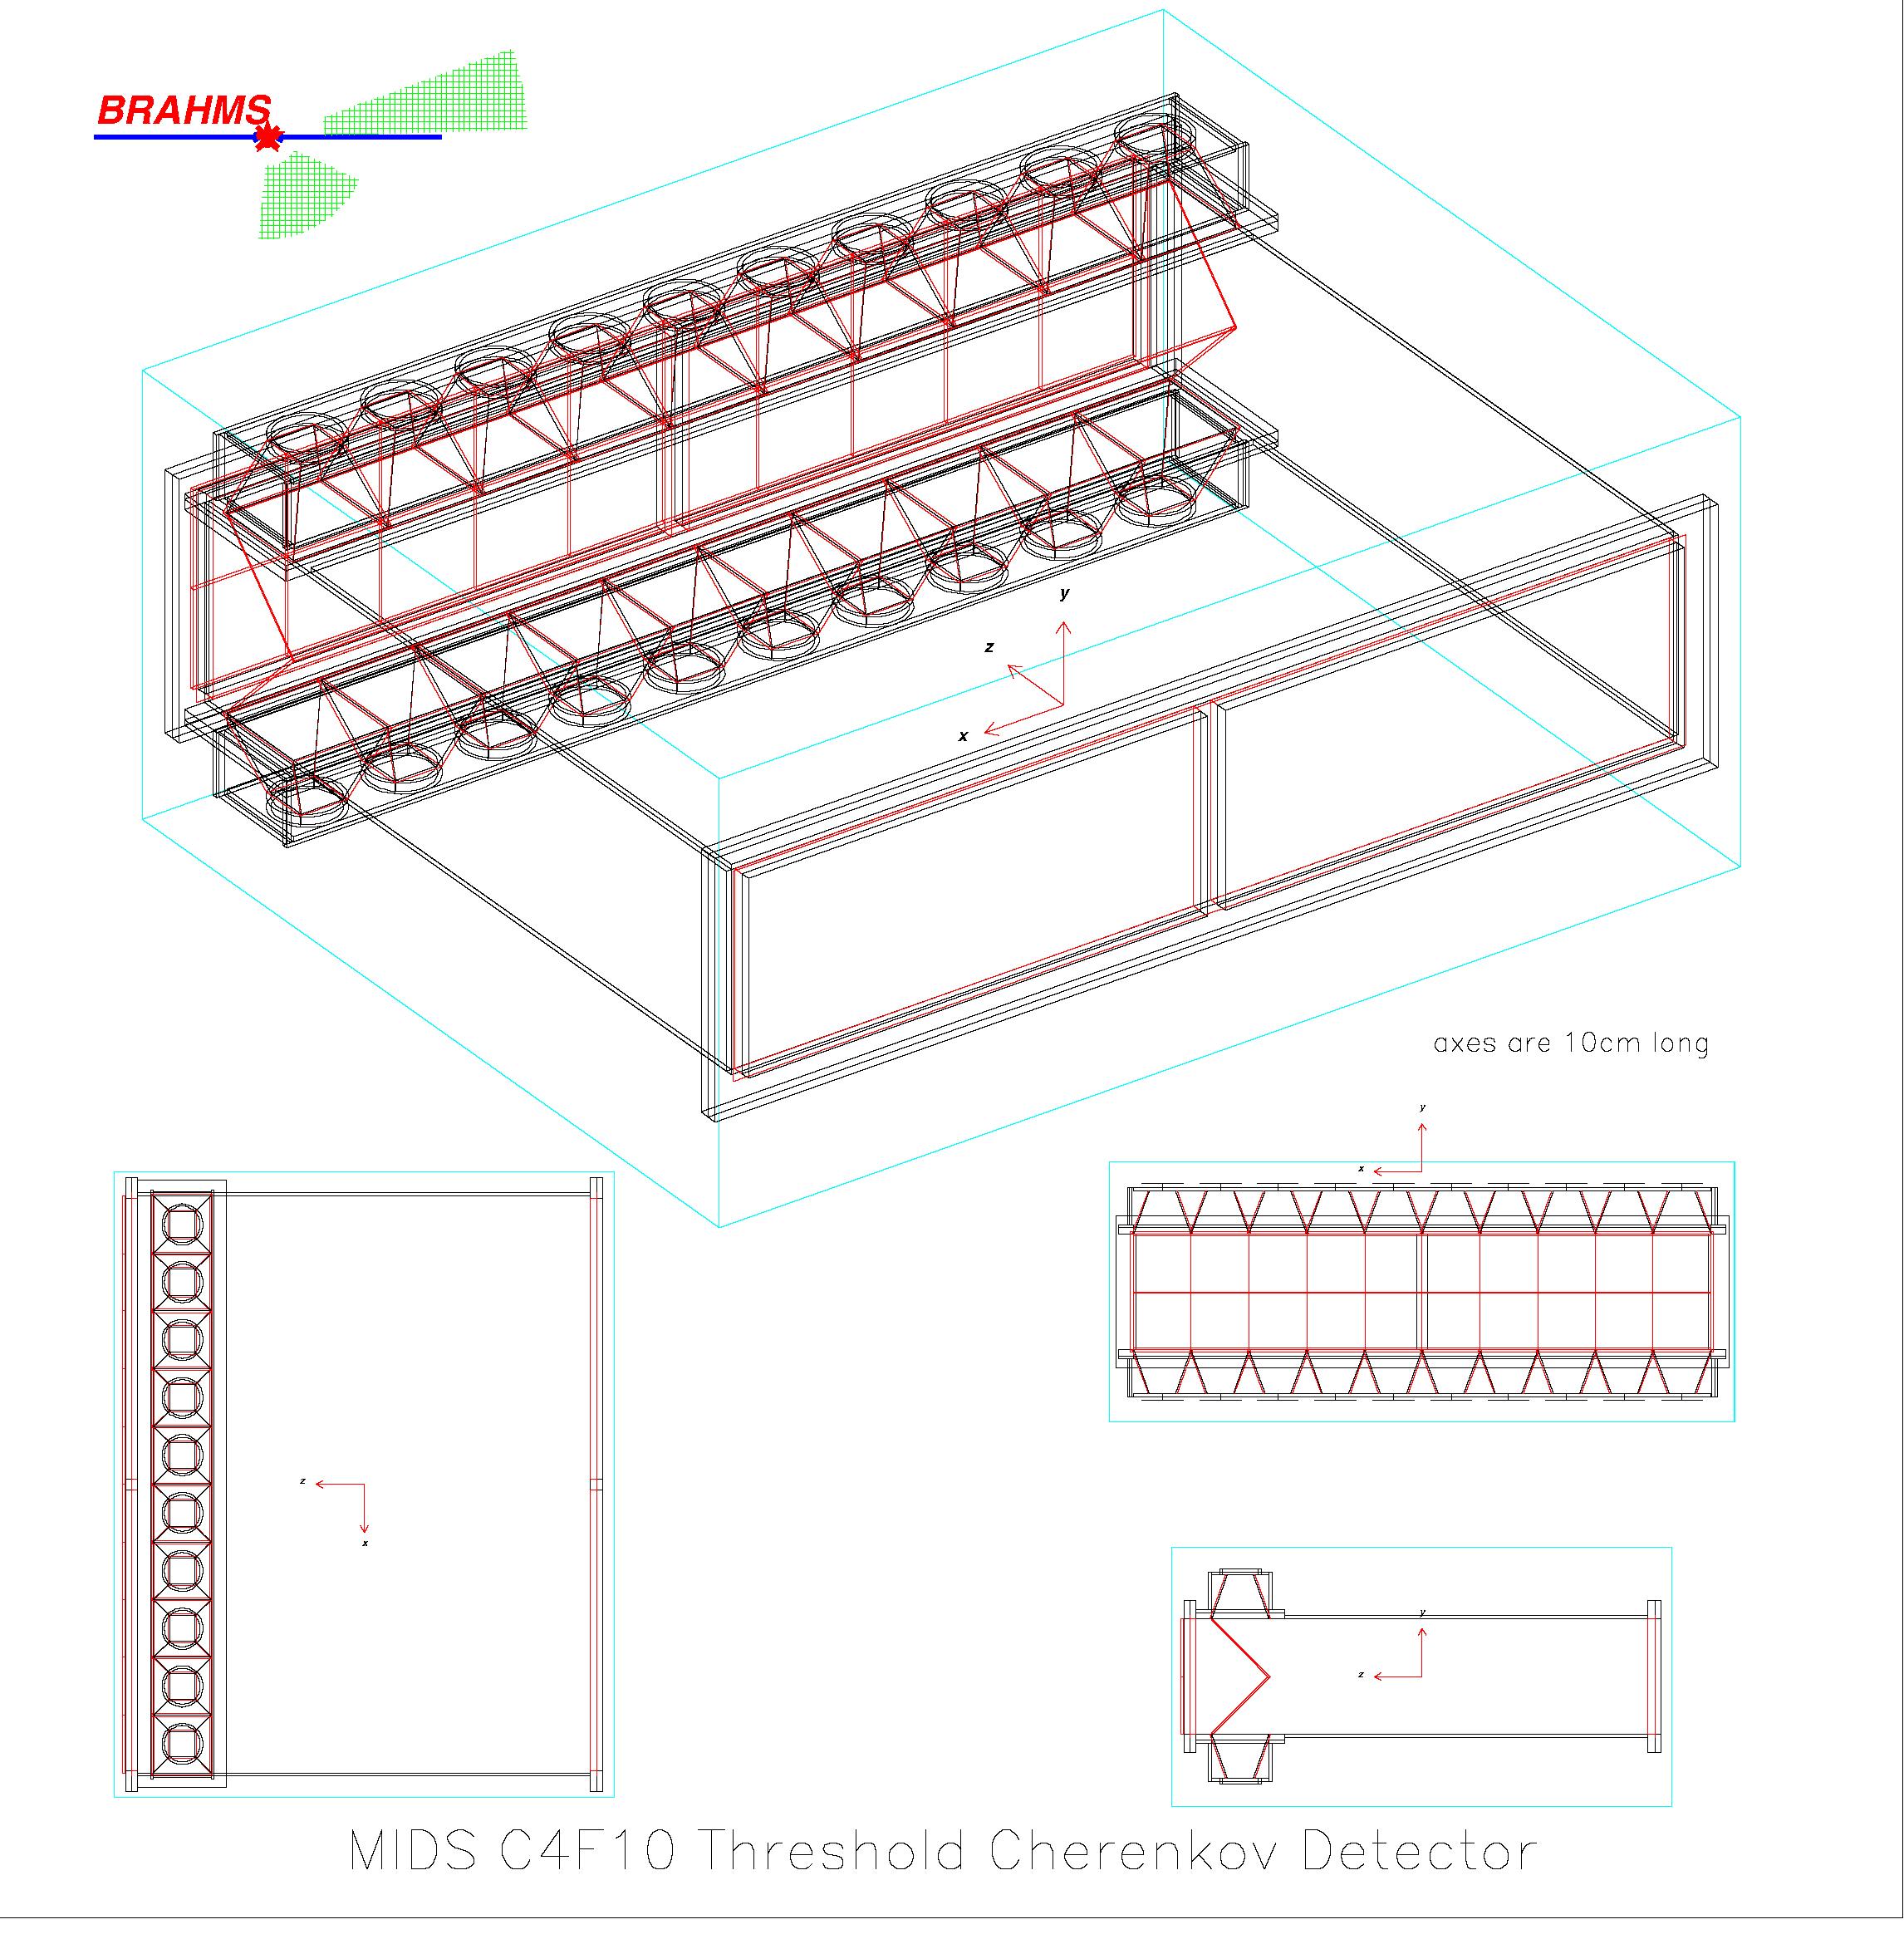 BRAHMS
y
z
x
axes are 10cm long
y
x
z
x
y
z
MIDS C4F10 Threshold Cherenkov Detector